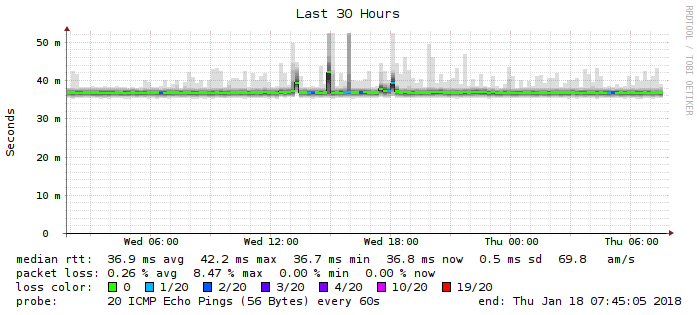 Last 30 Hours
RRDTOOL / TOBI OETIKER
Seconds
50 m
40 m
30 m
20 m
10 m
0
Wed 06:00 Wed 12:00 Wed 18:00 Thu 00:00 Thu 06:00
median rtt: 36.9 ms avg 42.2 ms max 36.7 ms min 36.8 ms now 0.5 ms sd 69.8 am/s
packet loss: 0.26 % avg 8.47 % max 0.00 % min 0.00 % now
loss color: 0 1/20 2/20 3/20 4/20 10/20 19/20
probe: 20 ICMP Echo Pings (56 Bytes) every 60s end: Thu Jan 18 07:45:05 2018